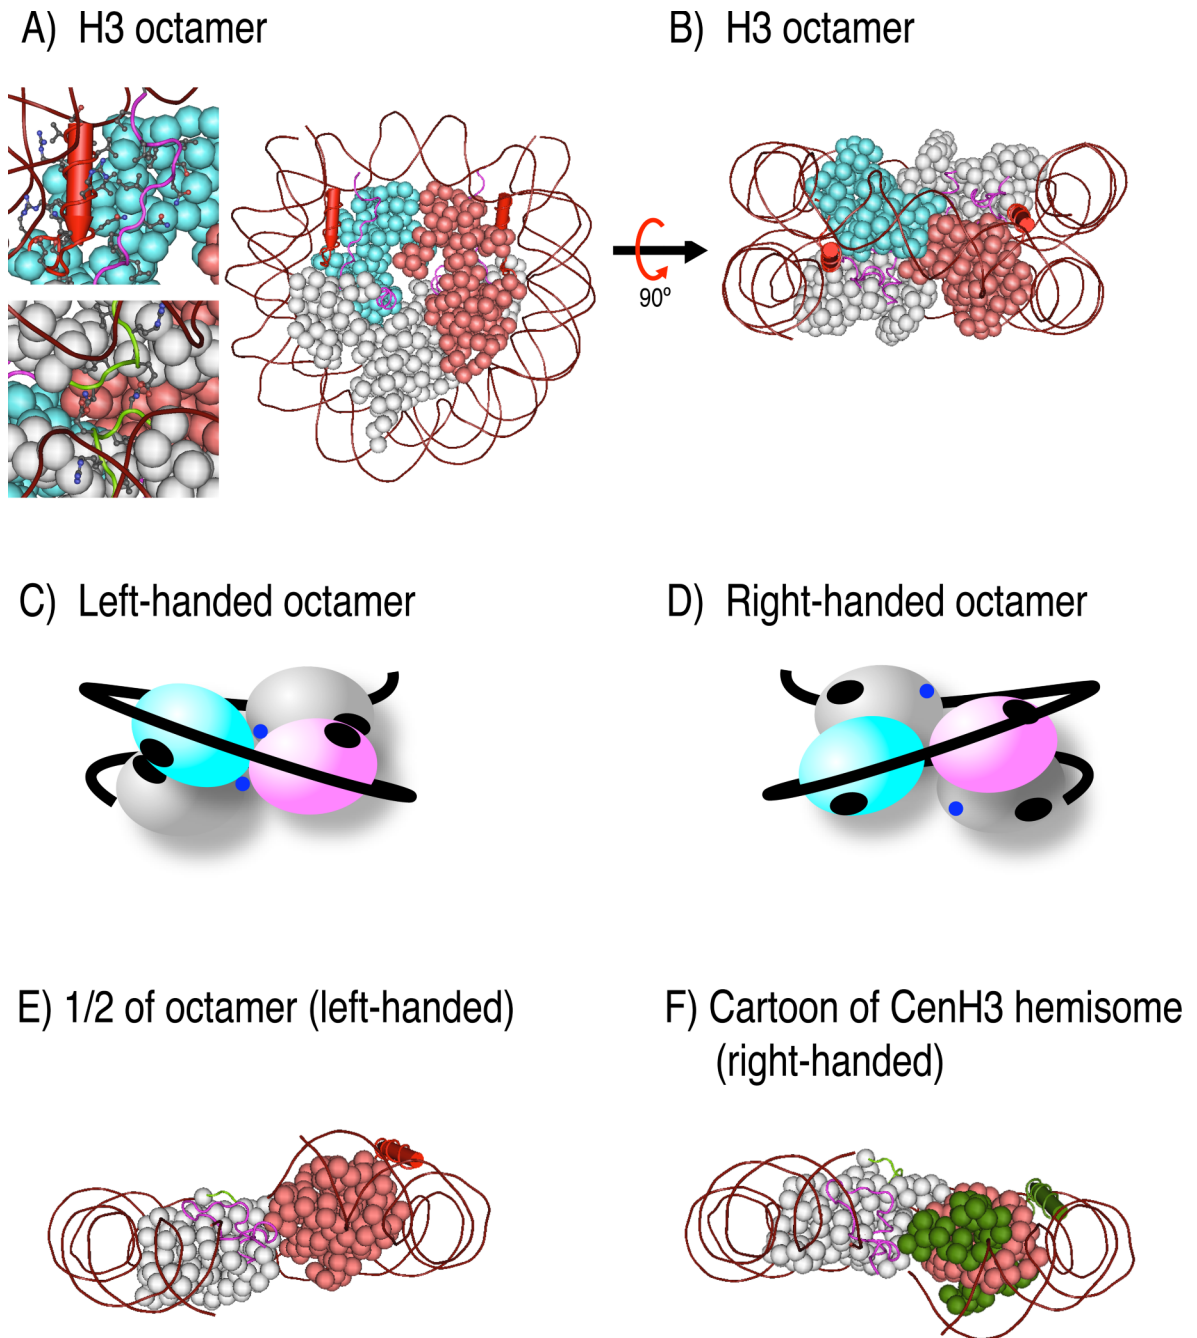 A) H3 octamer
B) H3 octamer
90º
C) Left-handed octamer
D) Right-handed octamer
E) 1/2 of octamer (left-handed)
F) Cartoon of CenH3 hemisome
(right-handed)